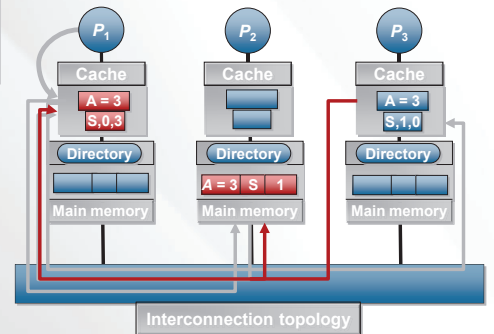 P1 P2 P3
Cache Cache Cache
A = 3 A = 3
S,0,3 S,1,0
Directory Directory Directory
A = 3 S 1
Main memory Main memory Main memory
Interconnection topology